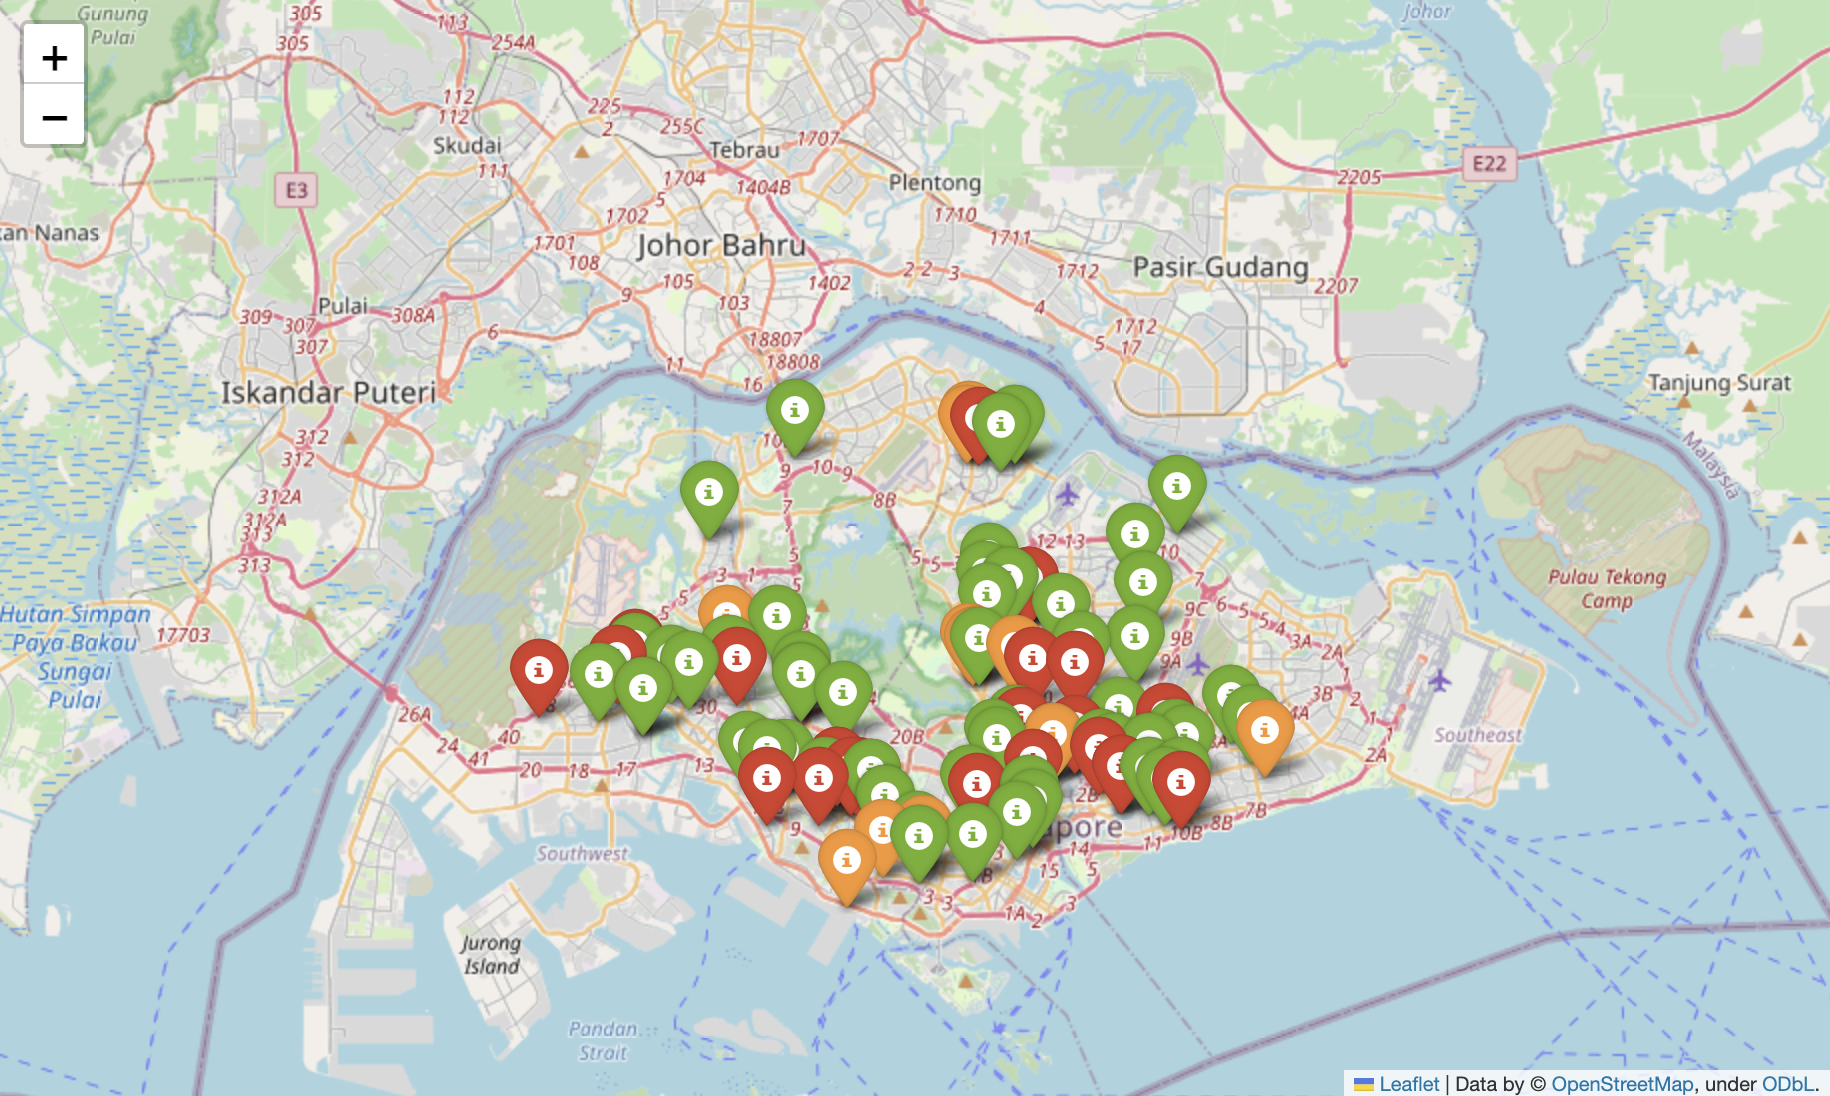 Gunung
Pulai
305
305
113
254A
Johor
+
−
112
112
225
2
255C
1707
Skudai
Tebrau
111
1704
1404B
Plentong
2205
E22
E3
5
1702
1710
kan Nanas
1701
Johor Bahru
1711
108
105
2 2 3
1712
Pasir Gudang
1402
2207
9
103
4
Pulai
309
307
308A
307
6
1712
5 17
18807
11
18808
16
Iskandar Puteri
Tanjung Surat
312
312
10
9 10 9
Malaysia
312A
8B
7
312A
313
313
5
5 5
12 13
10
3 1
5
7
Pulau Tekong
Camp
Hutan Simpan
Paya Bakau
Sungai
Pulai
17703
5
5
9C 6 5 4
3A
2A
9B
9A
1
3B
2
1
26A
30
4A
24
40
41
20 18 17
13
20B
2A
Southeast
2B
7B
8B
10B
9
apore
11
14
Southwest
15
5
3 3
1A 2
3
Jurong
Island
Pandan
Strait
Leaflet | Data by © OpenStreetMap, under ODbL.